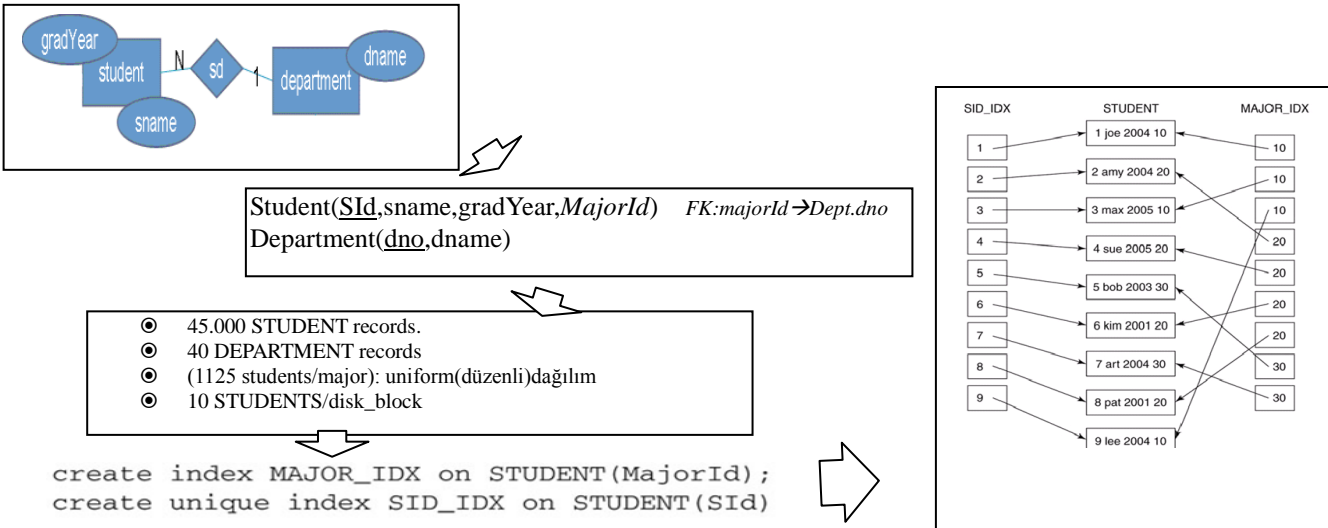 gradYear
student
N
sd
1
department
dname
sname
Student(SId,sname,gradYear,MajorId) FK:majorId→Dept.dno
Department(dno,dname)
45.000 STUDENT records.
40 DEPARTMENT records
(1125 students/major): uniform(düzenli)dağılım
10 STUDENTS/disk_block
create index MAJOR_IDX on STUDENT(MajorId);
create unique index SID_IDX on STUDENT(SId)
SID_IDX STUDENT MAJOR_IDX
1 1 joe 2004 10 10
2 2 amy 2004 20 10
3 3 max 2005 10 10
4 4 sue 2005 20 20
5 5 bob 2003 30 20
6 6 kim 2001 20 20
7 7 art 2004 30 20
8 8 pat 2001 20 30
9 9 lee 2004 10 30